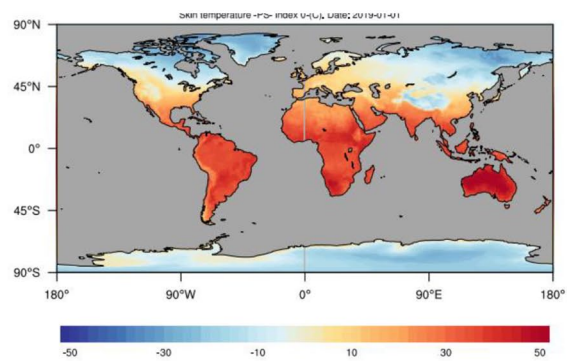 Skin temperature -PS- Index 0-(C), Date: 2019-01-01
90°N
45°N
0°
45°S
90°S
180° 90°W 0° 90°E 180°
-50 -30 -10 10 30 50